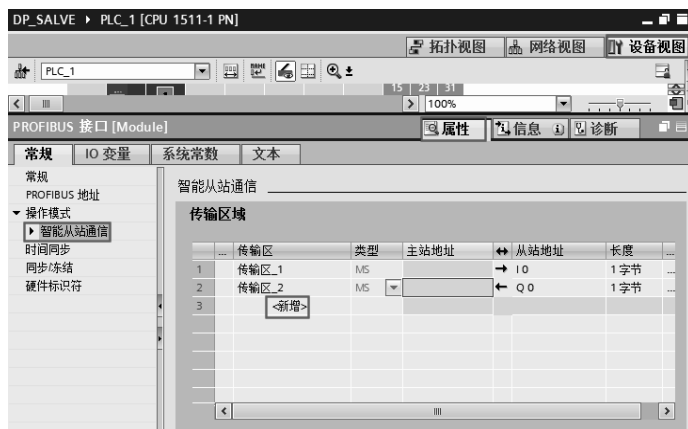 DP_SALVE ▸ PLC_1 [CPU 1511-1 PN]
拓扑视图 网络视图 设备视图
PLC_1
15 23 31
100%
PROFIBUS 接口 [Module]
属性 信息 诊断
常规 IO 变量 系统常数 文本
常规
PROFIBUS 地址
操作模式
智能从站通信
时间同步
同步/冻结
硬件标识符
智能从站通信
传输区域
... 传输区 类型 主站地址 ↔ 从站地址 长度 ...
1 传输区_1 MS → I 0 1 字节 ...
2 传输区_2 MS ← Q 0 1 字节 ...
3 <新增>